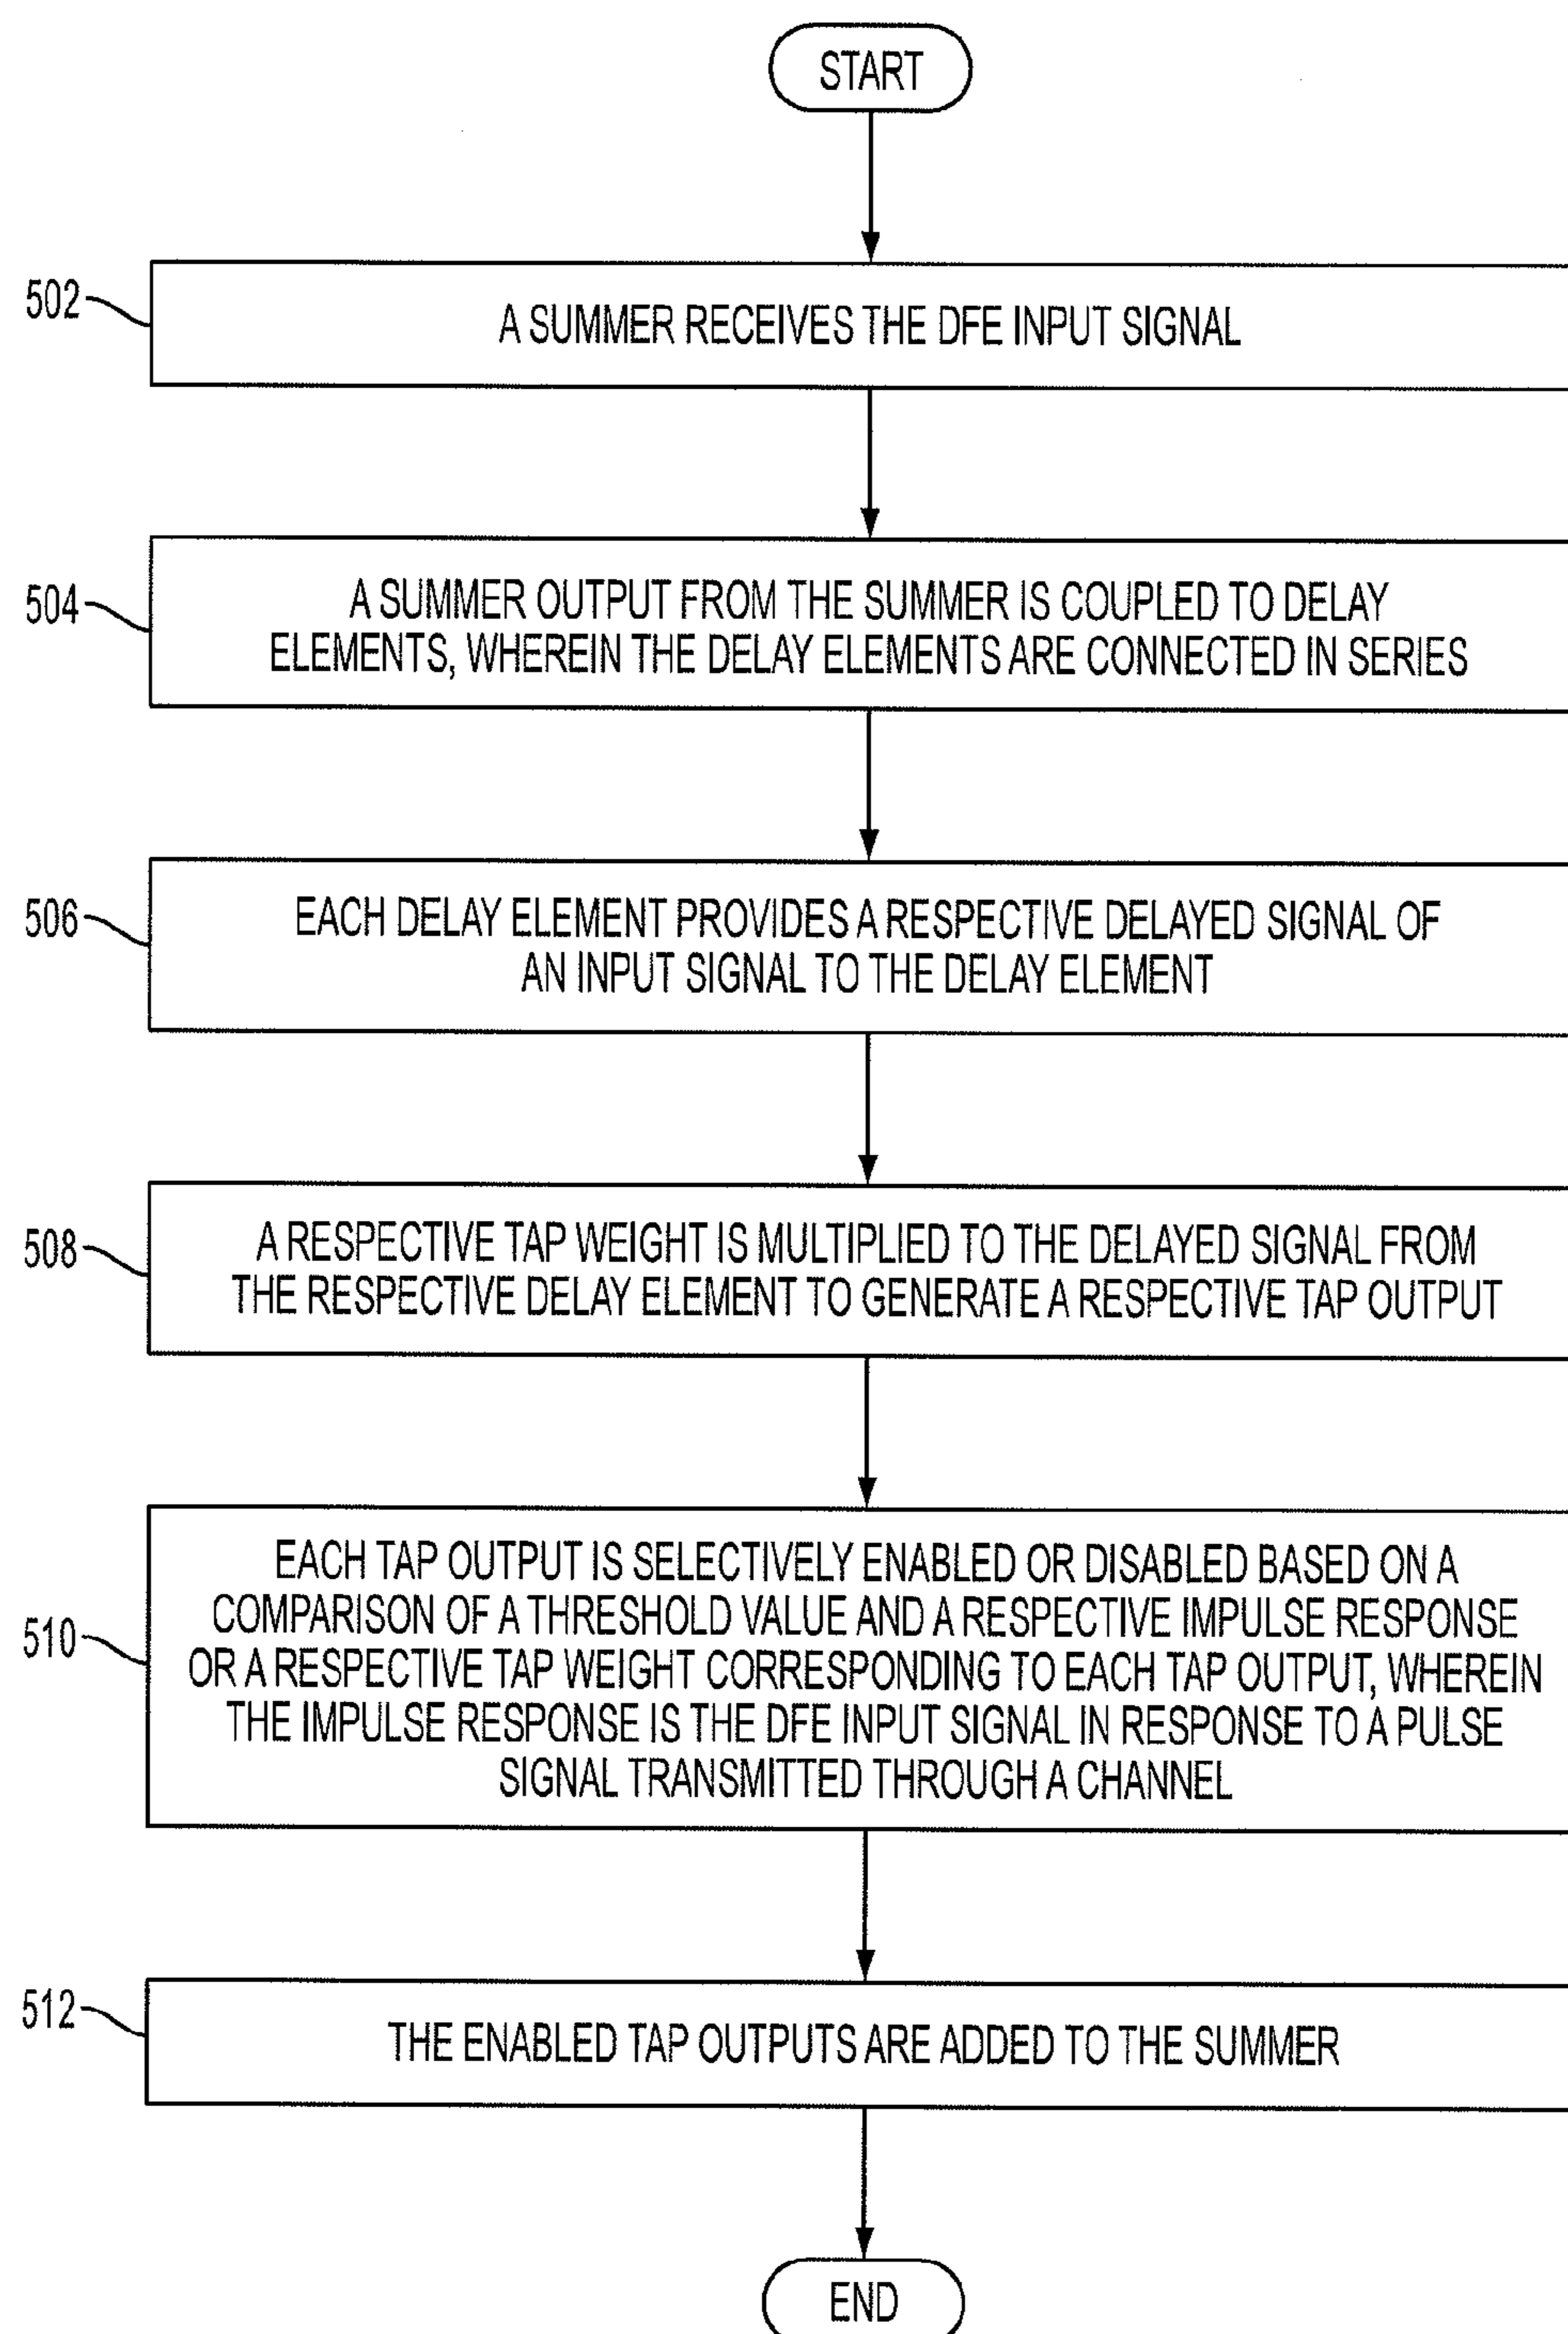 START
502
A SUMMER RECEIVES THE DFE INPUT SIGNAL
504
A SUMMER OUTPUT FROM THE SUMMER IS COUPLED TO DELAY
ELEMENTS, WHEREIN THE DELAY ELEMENTS ARE CONNECTED IN SERIES
506
EACH DELAY ELEMENT PROVIDES A RESPECTIVE DELAYED SIGNAL OF
AN INPUT SIGNAL TO THE DELAY ELEMENT
508
A RESPECTIVE TAP WEIGHT IS MULTIPLIED TO THE DELAYED SIGNAL FROM
THE RESPECTIVE DELAY ELEMENT TO GENERATE A RESPECTIVE TAP OUTPUT
510
EACH TAP OUTPUT IS SELECTIVELY ENABLED OR DISABLED BASED ON A
COMPARISON OF A THRESHOLD VALUE AND A RESPECTIVE IMPULSE RESPONSE
OR A RESPECTIVE TAP WEIGHT CORRESPONDING TO EACH TAP OUTPUT, WHEREIN
THE IMPULSE RESPONSE IS THE DFE INPUT SIGNAL IN RESPONSE TO A PULSE
SIGNAL TRANSMITTED THROUGH A CHANNEL
512
THE ENABLED TAP OUTPUTS ARE ADDED TO THE SUMMER
END